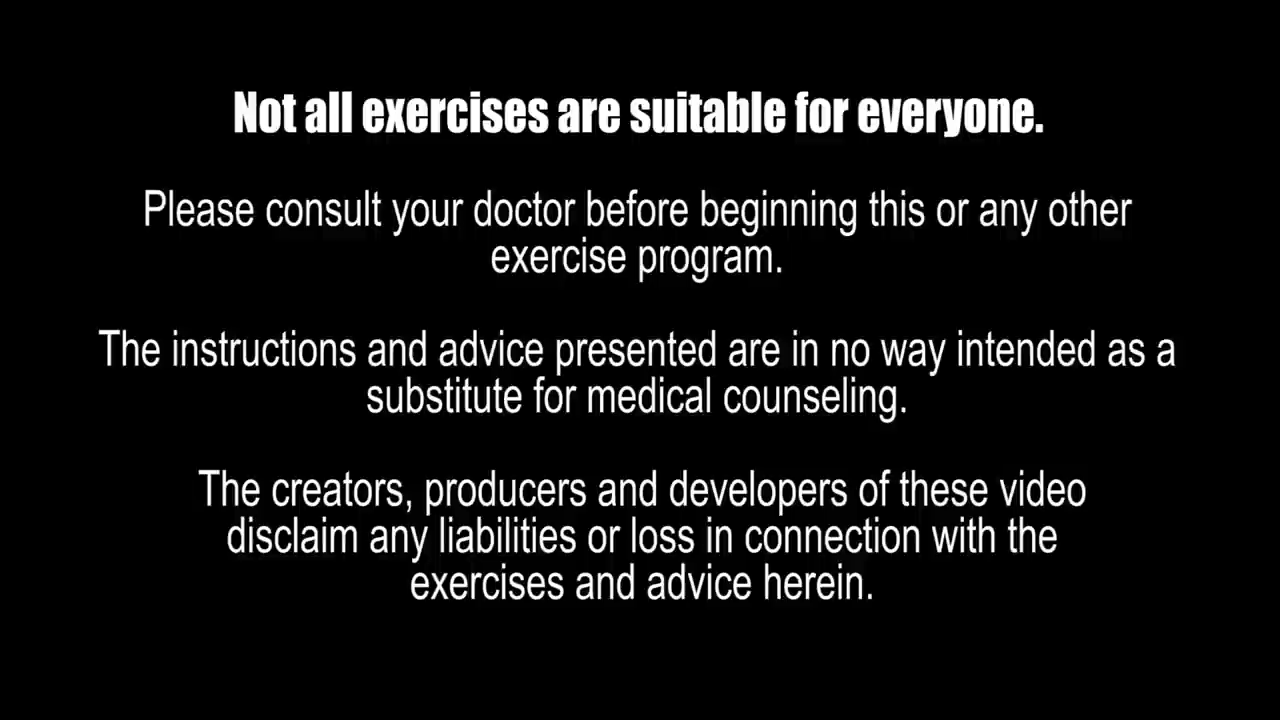 Not all exercises are suitable for everyone.
Please consult your doctor before beginning this or any other
exercise program.
The instructions and advice presented are in no way intended as a
substitute for medical counseling.
The creators, producers and developers of these video
disclaim any liabilities or loss in connection with the
exercises and advice herein.